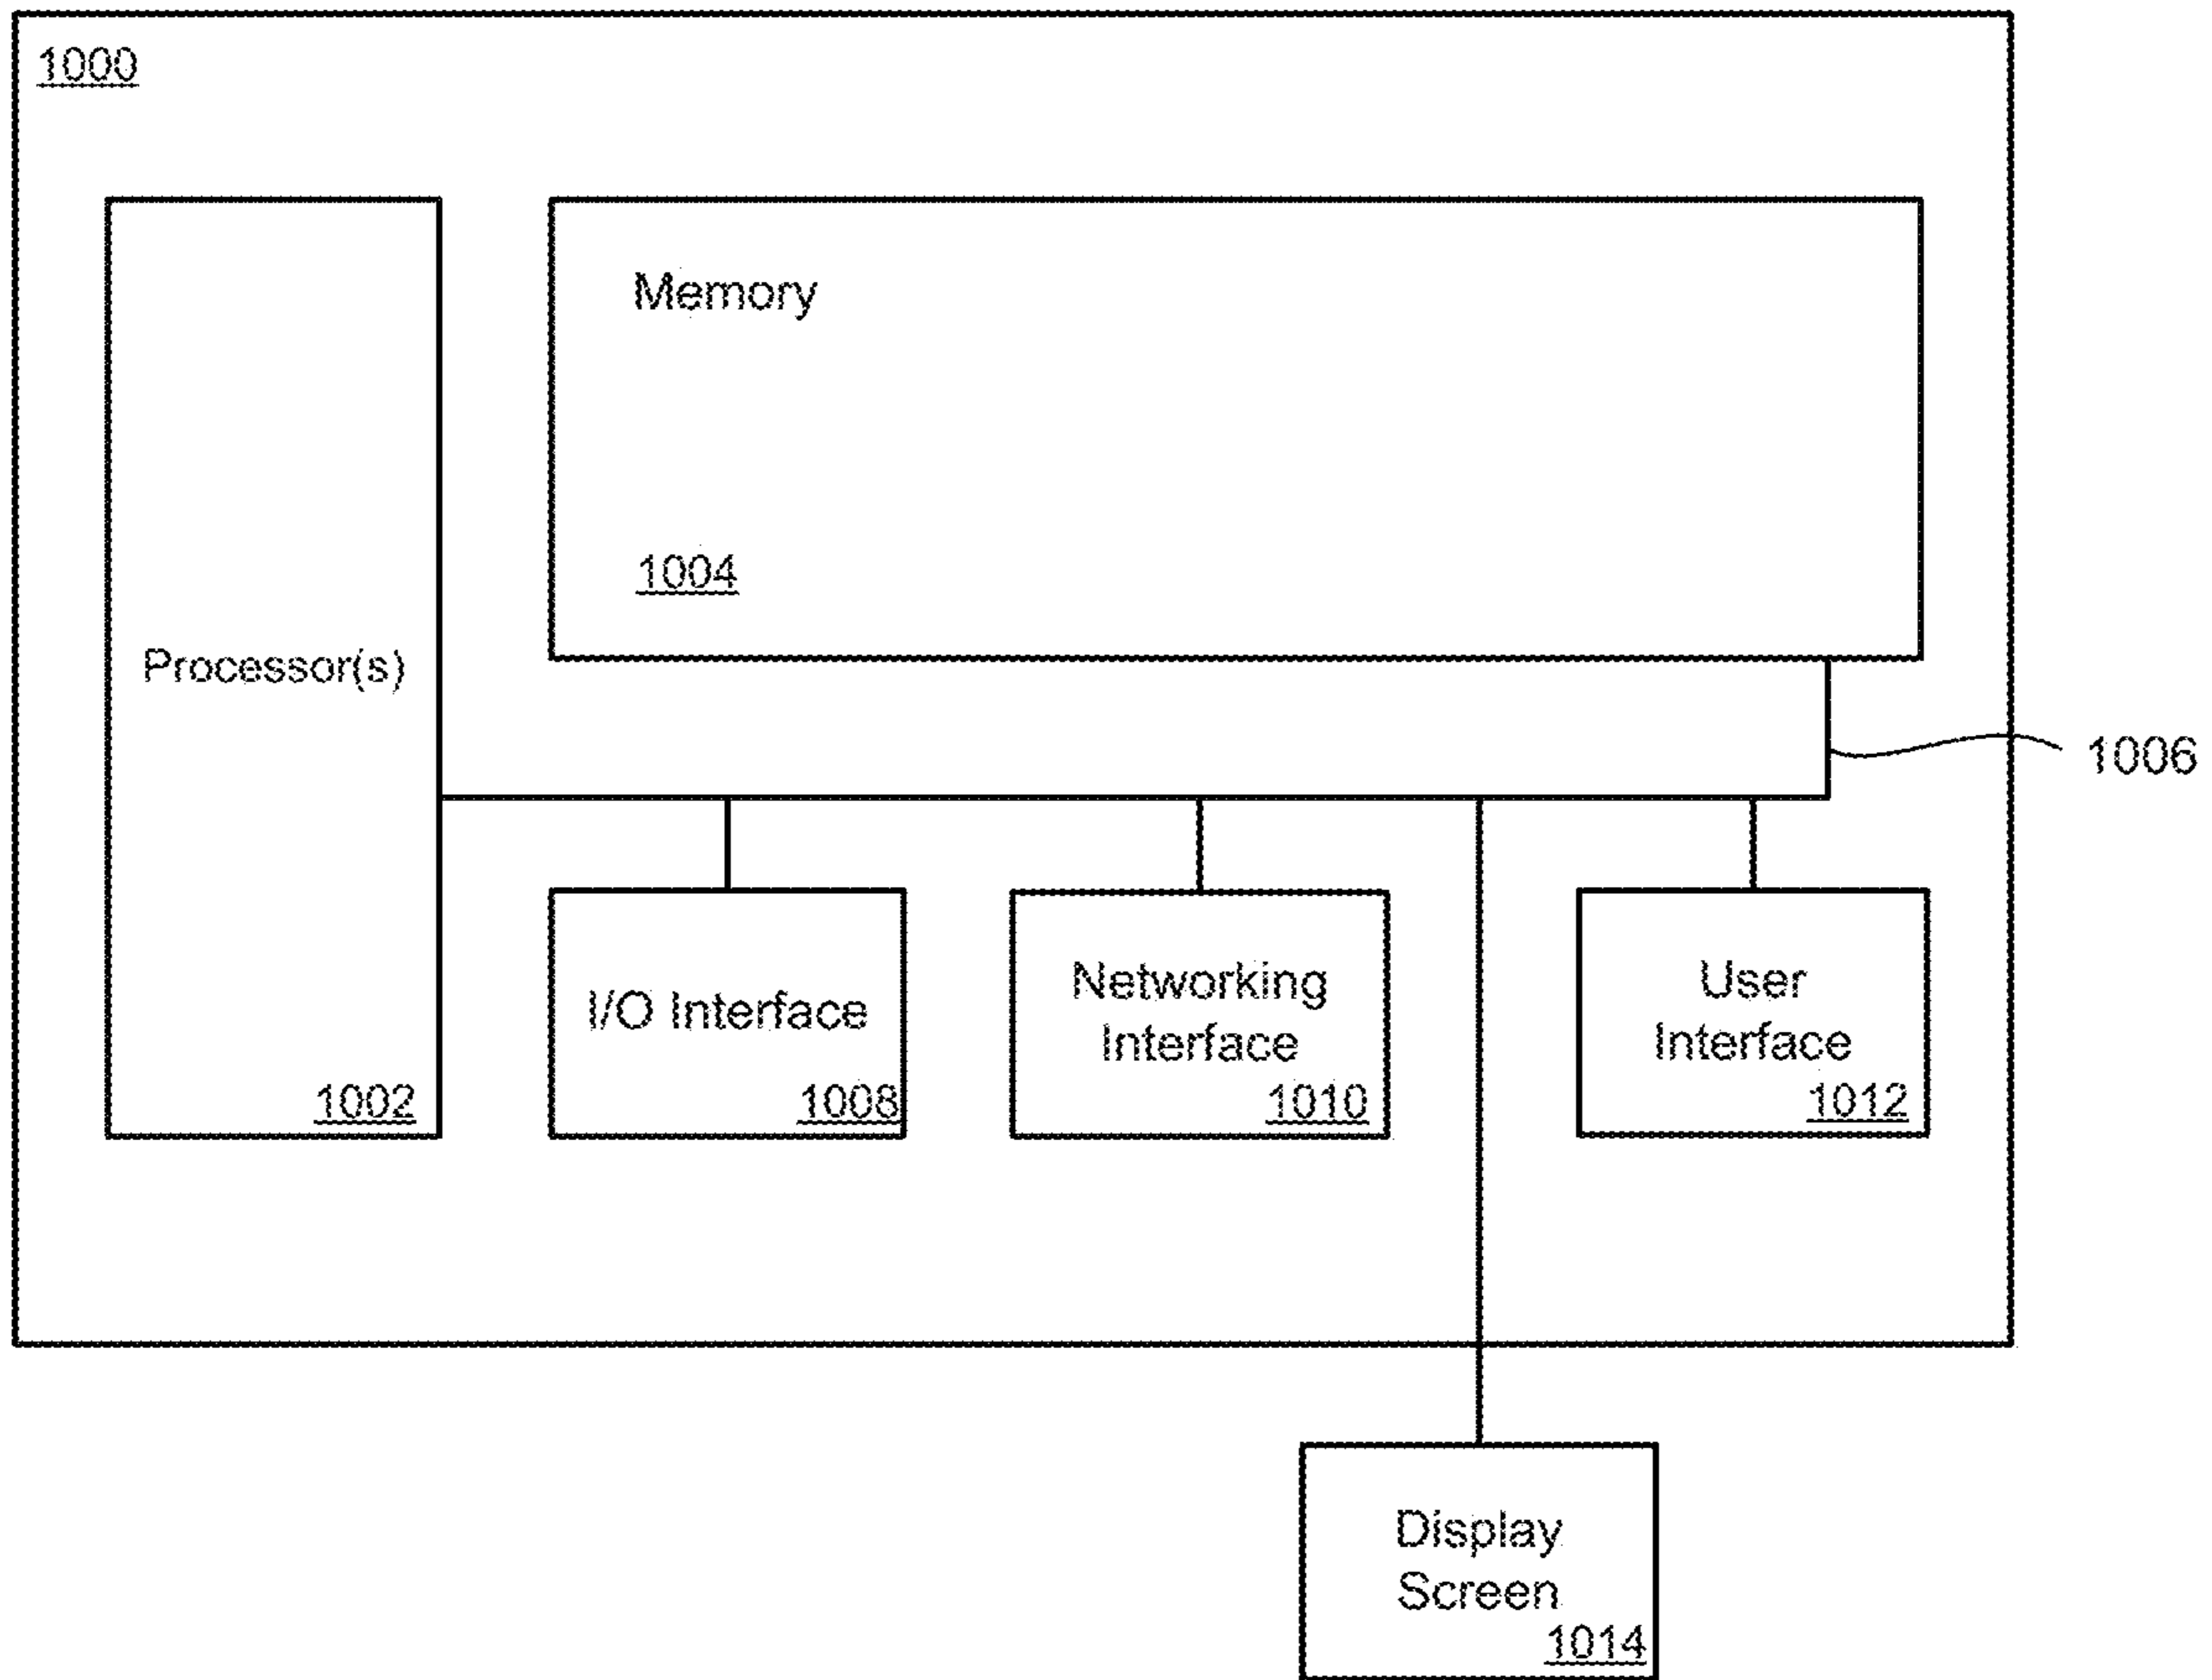 1000
Memory
1004
Processor(s)
1006
I/O Interface
Networking
Interface
User
Interface
1002
1008
1010
1012
Display
Screen
1014